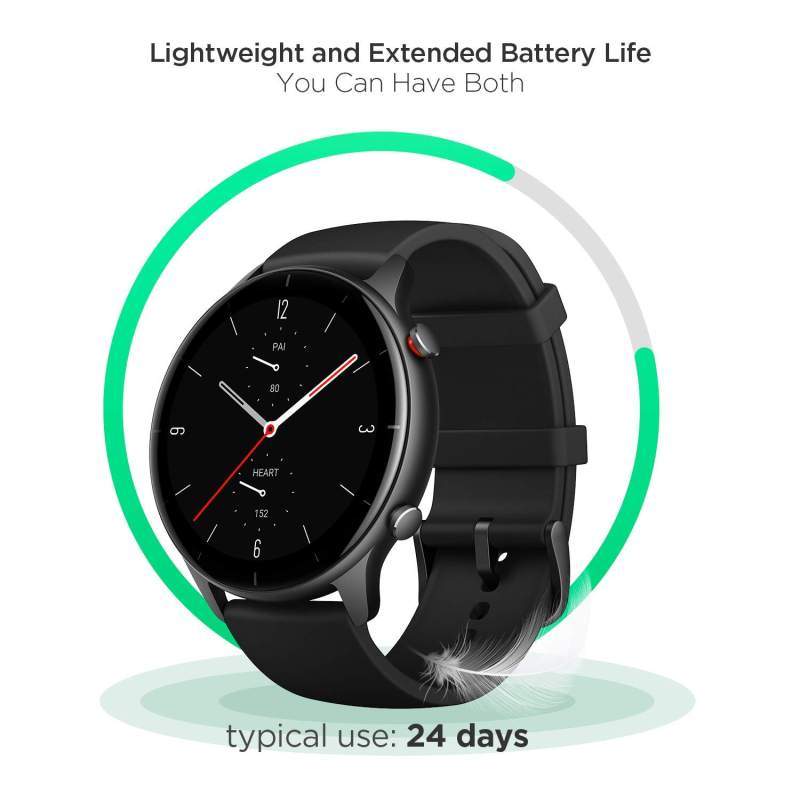 Lightweight and Extended Battery Life
You Can Have Both
12
PAI
80
9
3
HEART
152
6
typical use: 24 days